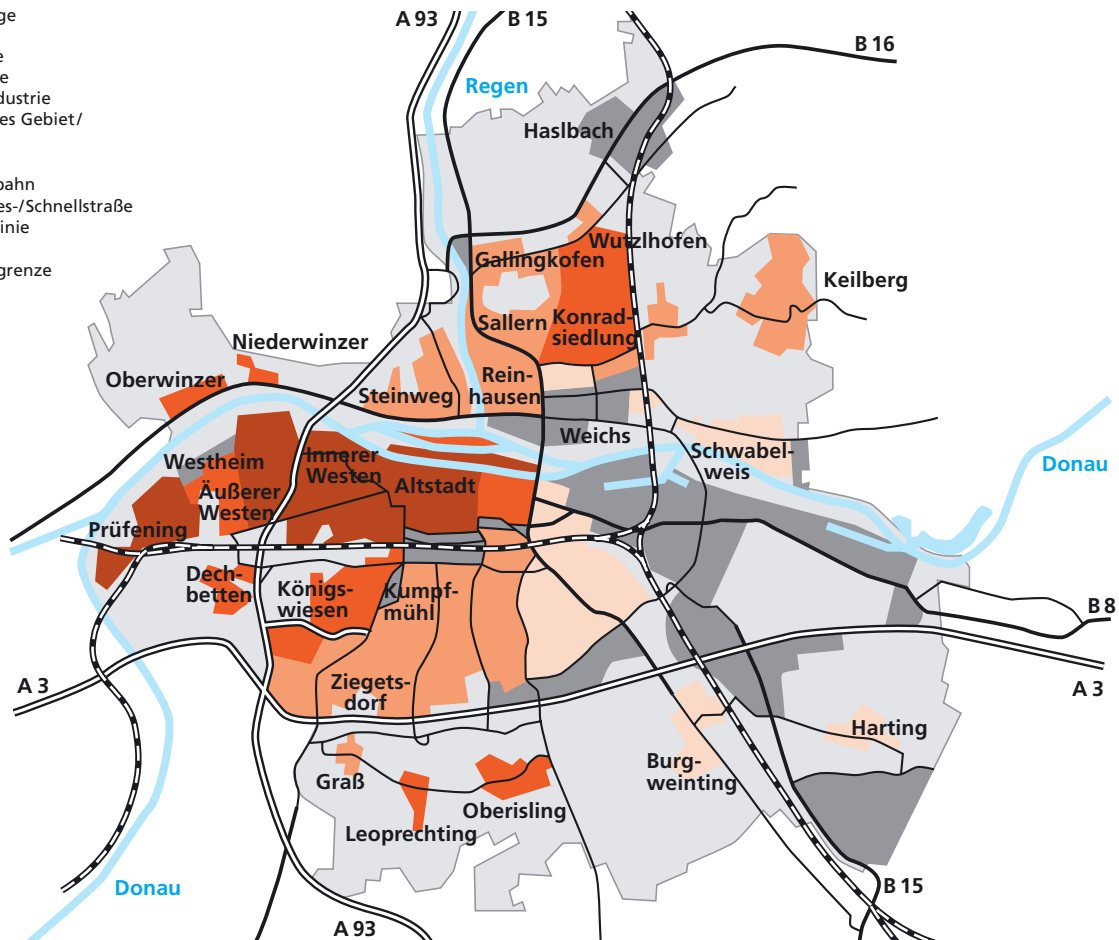 A 93
B 15
B 16
Regen
dustrie
es Gebiet/
bahn
es-/Schnellstraße
inie
grenze
Haslbach
Wutzlhofen
Gallingkofen
Keilberg
Sallern
Konrad-
siedlung
Niederwinzer
Oberwinzer
Steinweg
Rein-
hausen
Weichs
Schwabel-
weis
Donau
Westheim
Innerer
Westen
Äußerer
Westen
Altstadt
Prüfening
Dech-
betten
Königs-
wiesen
Kumpf-
mühl
B 8
A 3
A 3
Ziegets-
dorf
Harting
Graß
Burg-
weinting
Oberisling
Leoprechting
Donau
B 15
A 93